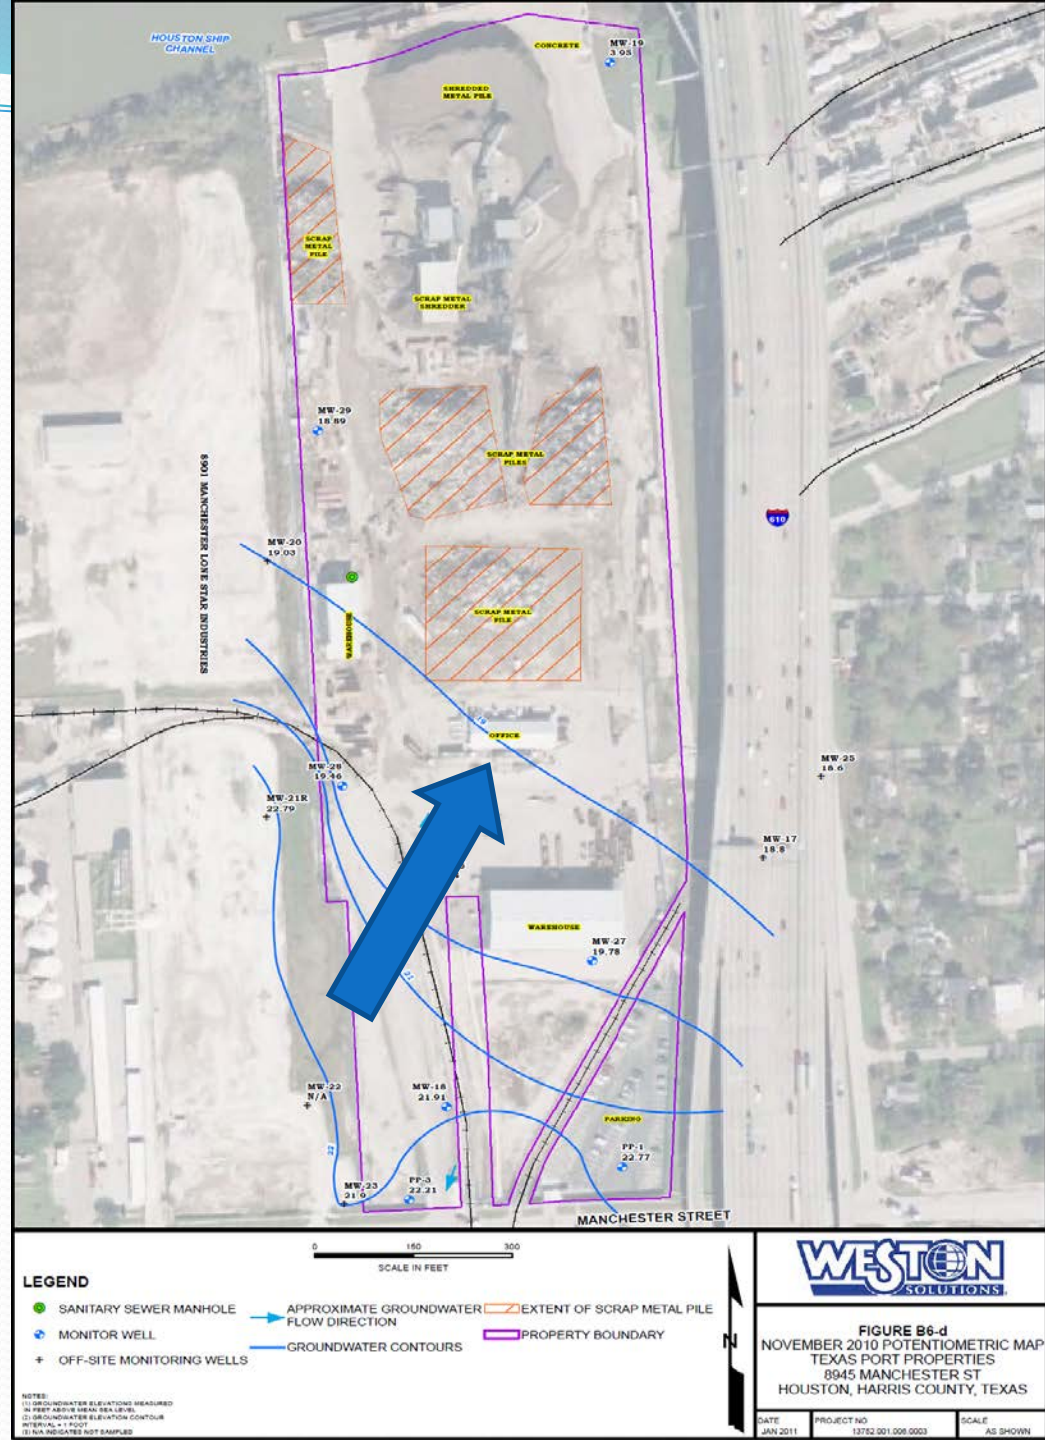 HOUSTON SHIP
CHANNEL
CONCRETE
MW-19
3.95
SHREDDED
METAL PILE
SCRAP
METAL
PILE
SCRAP METAL
SHREDDER
MW-29
18.89
SCRAP METAL
PILES
8901 MANCHESTER LONE STAR INDUSTRIES
610
MW-20
19.03
WAREHOUSE
SCRAP METAL
PILE
19
OFFICE
MW-28
19.46
MW-25
18.6
MW-21R
22.79
MW-17
18.8
WAREHOUSE
MW-27
19.78
21
MW-22
N/A
MW-18
21.91
PARKING
22
PP-1
22.77
MW-23
21.9
PP-3
22.21
MANCHESTER STREET
0 150 300
SCALE IN FEET
LEGEND
SANITARY SEWER MANHOLE
MONITOR WELL
OFF-SITE MONITORING WELLS
APPROXIMATE GROUNDWATER
FLOW DIRECTION
GROUNDWATER CONTOURS
EXTENT OF SCRAP METAL PILE
PROPERTY BOUNDARY
NOTES:
(1) GROUNDWATER ELEVATIONS MEASURED
IN FEET ABOVE MEAN SEA LEVEL
(2) GROUNDWATER ELEVATION CONTOUR
INTERVAL = 1 FOOT
(3) N/A INDICATES NOT SAMPLED
N
WESTON
SOLUTIONS
FIGURE B6-d
NOVEMBER 2010 POTENTIOMETRIC MAP
TEXAS PORT PROPERTIES
8945 MANCHESTER ST
HOUSTON, HARRIS COUNTY, TEXAS
DATE
JAN 2011
PROJECT NO
13762.001.006.0003
SCALE
AS SHOWN